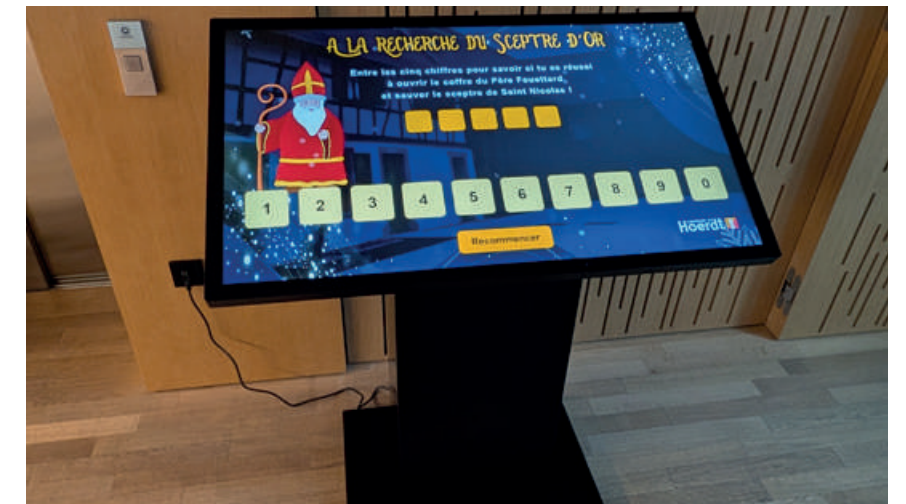 A LA RECHERCHE DU SCEPTRE D'OR
Entre les cinq chiffres pour savoir si tu as réussi
à ouvrir le coffre du Père Fouettard,
et sauver le sceptre de Saint Nicolas !
1 2 3 4 5 6 7 8 9 0
Recommencer
Hoerdt